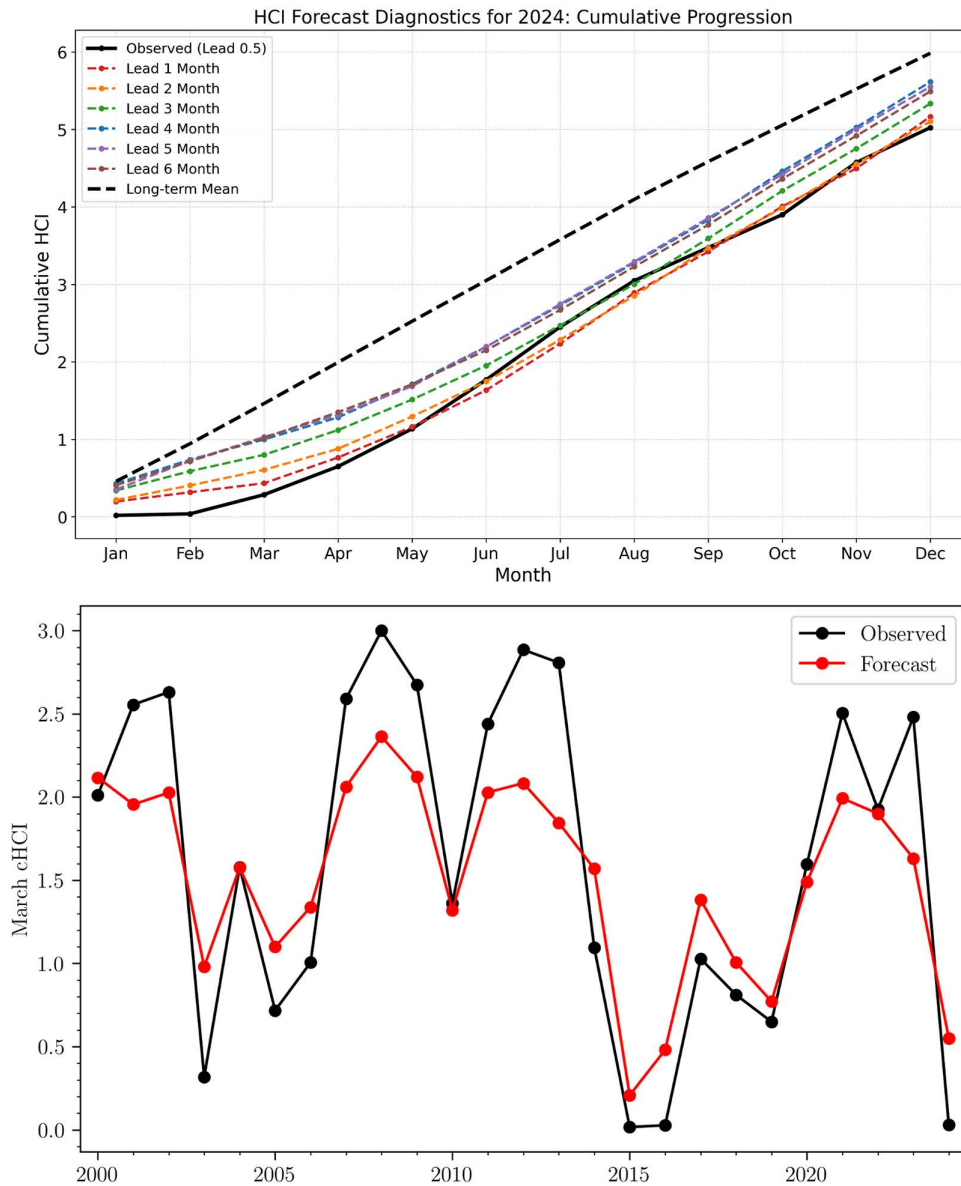 HCI Forecast Diagnostics for 2024: Cumulative Progression
Observed (Lead 0.5)
Lead 1 Month
Lead 2 Month
Lead 3 Month
Lead 4 Month
Lead 5 Month
Lead 6 Month
Long-term Mean
Cumulative HCI
6
5
4
3
2
1
0
Jan Feb Mar Apr May Jun Jul Aug Sep Oct Nov Dec
Month
Observed
Forecast
March cHCI
3.0
2.5
2.0
1.5
1.0
0.5
0.0
2000 2005 2010 2015 2020